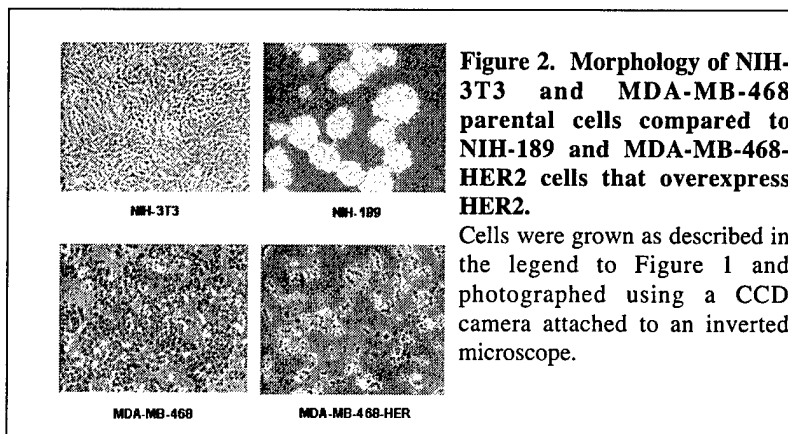 NIH-3T3
NIH-189
MDA-MB-468
MDA-MB-468-HER
Figure 2. Morphology of NIH-
3T3 and MDA-MB-468
parental cells compared to
NIH-189 and MDA-MB-468-
HER2 cells that overexpress
HER2.
Cells were grown as described in
the legend to Figure 1 and
photographed using a CCD
camera attached to an inverted
microscope.